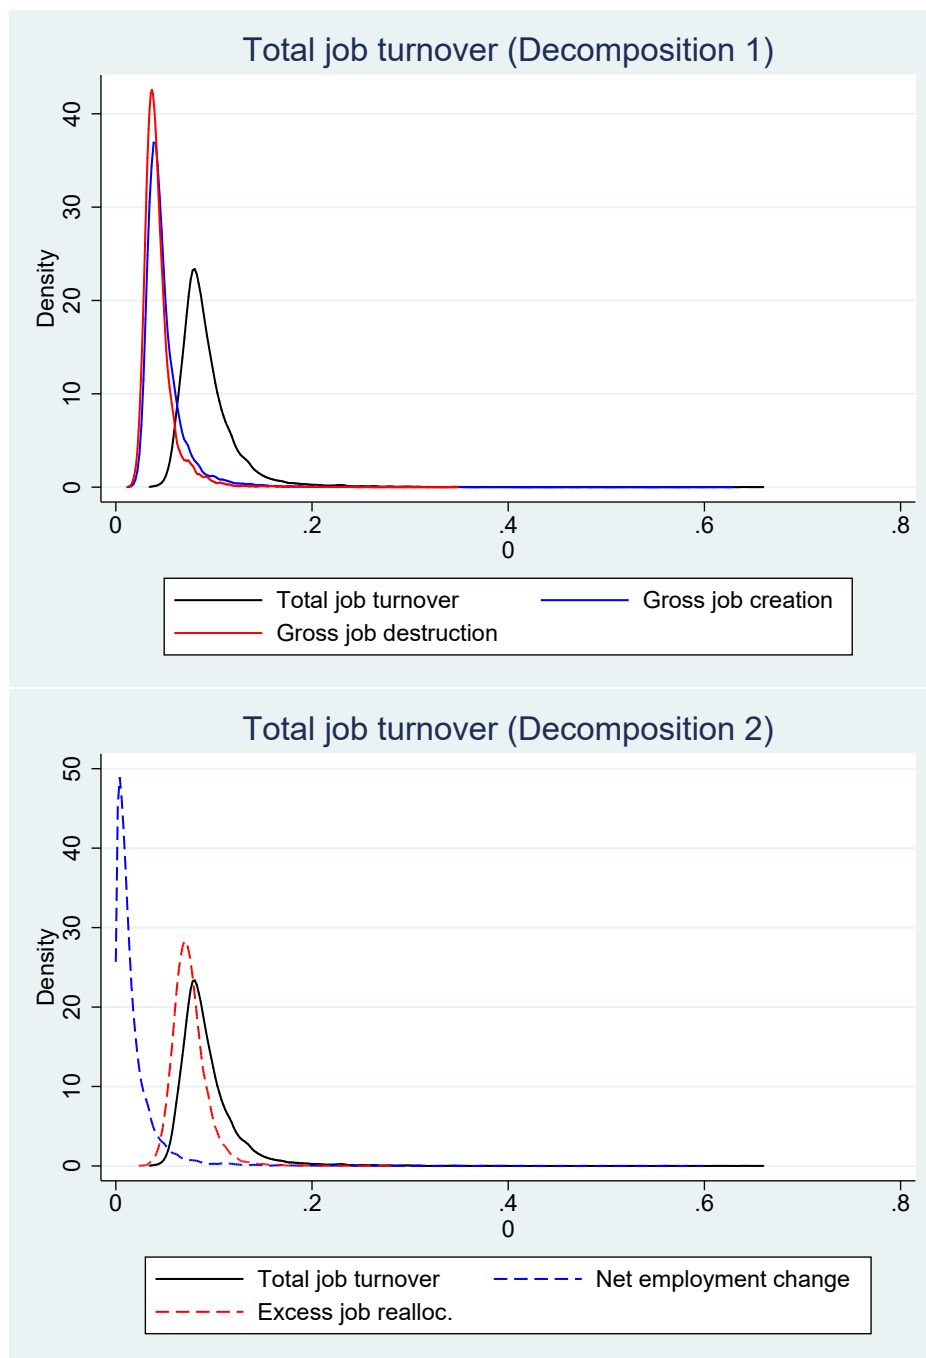 Total job turnover (Decomposition 1)
Density
40
30
20
10
0
0 .2 .4 .6 .8
0
Total job turnover Gross job creation
Gross job destruction
Total job turnover (Decomposition 2)
Density
50
40
30
20
10
0
0 .2 .4 .6 .8
0
Total job turnover Net employment change
Excess job realloc.